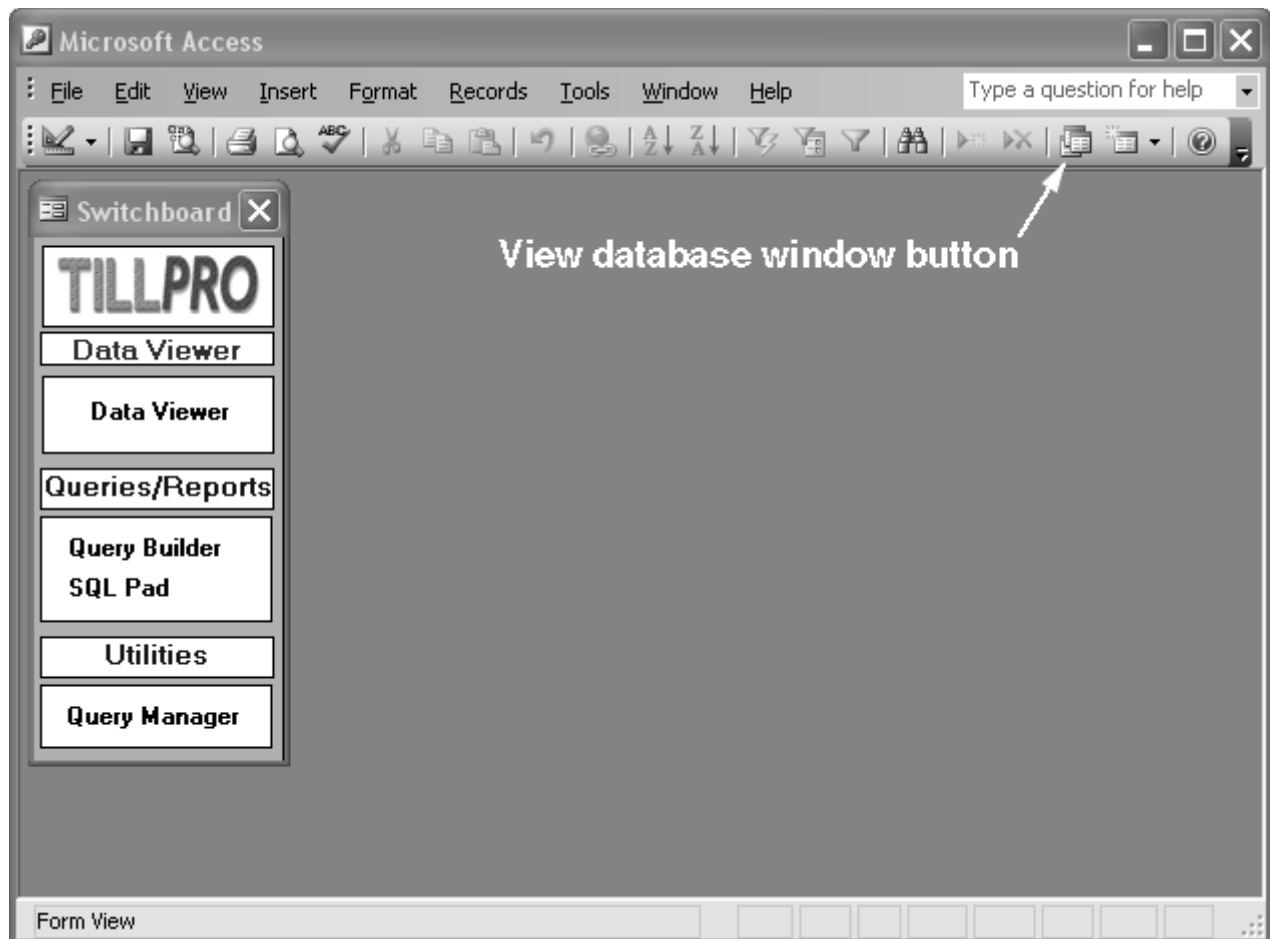 Microsoft Access
File Edit View Insert Format Records Tools Window Help Type a question for help
ABC A Z Z A
Switchboard
View database window button
TILLPRO
Data Viewer
Data Viewer
Queries/Reports
Query Builder
SQL Pad
Utilities
Query Manager
Form View